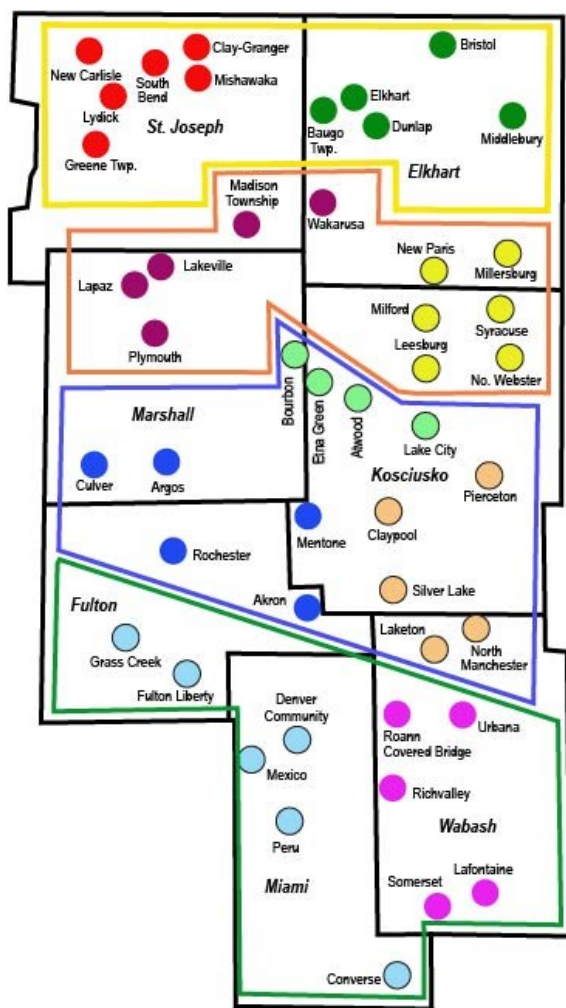 Clay-Granger
New Carlisle
South
Bend
Mishawaka
Lydick
St. Joseph
Greene Twp.
Bristol
Elkhart
Baugo
Twp.
Dunlap
Middlebury
Elkhart
Madison
Township
Wakarusa
New Paris
Millersburg
Lakeville
Lapaz
Plymouth
Milford
Syracuse
Leesburg
No. Webster
Bourbon
Etna Green
Atwood
Lake City
Marshall
Kosciusko
Culver
Argos
Pierceton
Mentone
Claypool
Rochester
Silver Lake
Akron
Fulton
Laketon
North
Manchester
Grass Creek
Fulton Liberty
Denver
Community
Mexico
Peru
Miami
Roann
Covered Bridge
Urbana
Richvalley
Wabash
Somerset
Lafontaine
Converse